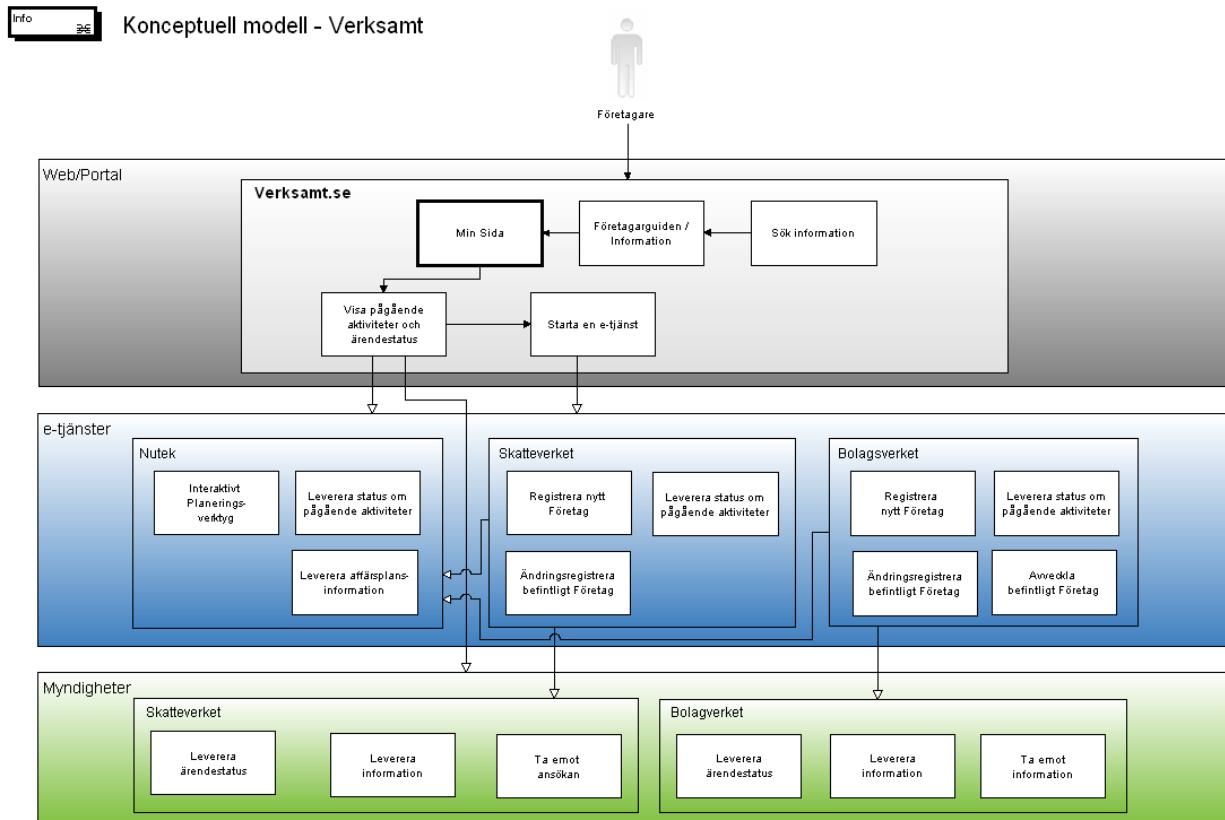 Info
Konceptuell modell - Verksamt
Företagare
Web/Portal
Verksamt.se
Min Sida
Företagarguiden /
Information
Sök information
Visa pågående
aktiviteter och
ärendestatus
Starta en e-tjänst
e-tjänster
Nutek
Interaktivt
Planerings-
verktyg
Leverera status om
pågående aktiviteter
Leverera affärsplans-
information
Skatteverket
Registrera nytt
Företag
Leverera status om
pågående aktiviteter
Ändringsregistrera
befintligt Företag
Bolagsverket
Registrera
nytt Företag
Leverera status om
pågående aktiviteter
Ändringsregistrera
befintligt Företag
Avveckla
befintligt Företag
Myndigheter
Skatteverket
Leverera
ärendestatus
Leverera
information
Ta emot
ansökan
Bolagverket
Leverera
ärendestatus
Leverera
information
Ta emot
information